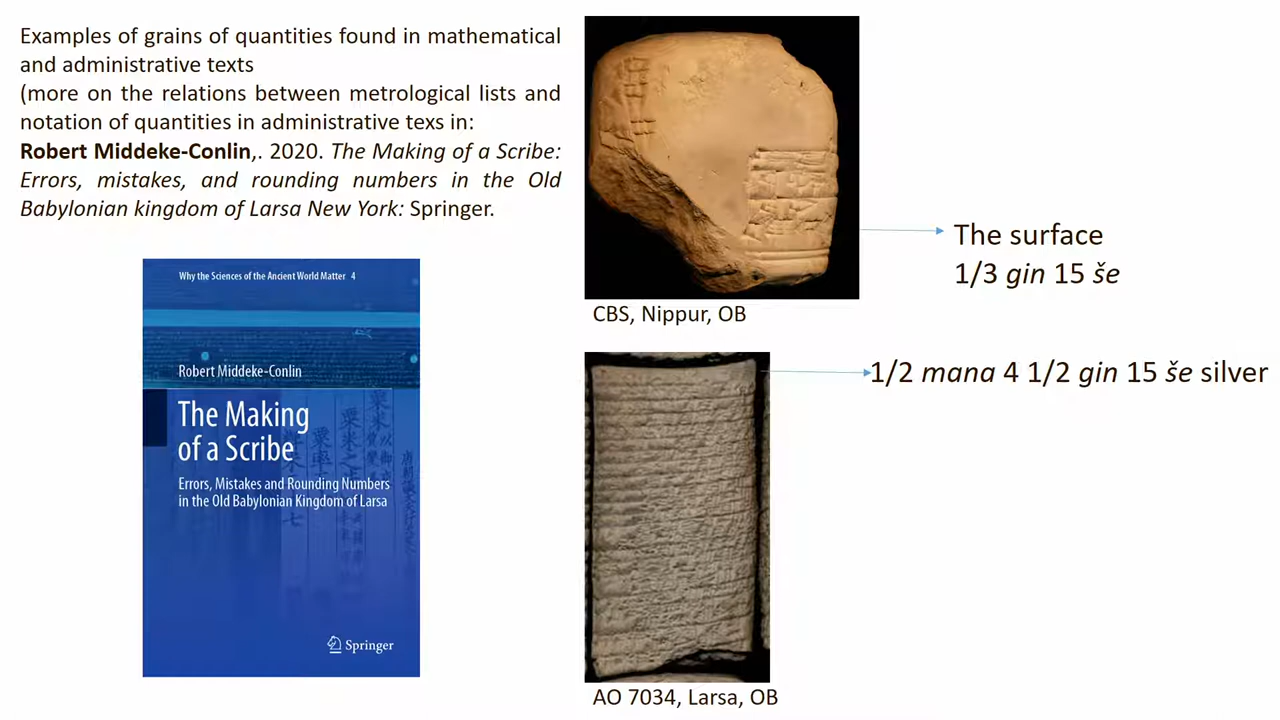 Examples of grains of quantities found in mathematical
and administrative texts
(more on the relations between metrological lists and
notation of quantities in administrative texs in:
Robert Middeke-Conlin,. 2020. The Making of a Scribe:
Errors, mistakes, and rounding numbers in the Old
Babylonian kingdom of Larsa New York: Springer.
Why the Sciences of the Ancient World Matter 4
Robert Middeke-Conlin
The Making
of a Scribe
Errors, Mistakes and Rounding Numbers
in the Old Babylonian Kingdom of Larsa
Springer
CBS, Nippur, OB
The surface
1/3 gin 15 še
1/2 mana 4 1/2 gin 15 še silver
AO 7034, Larsa, OB